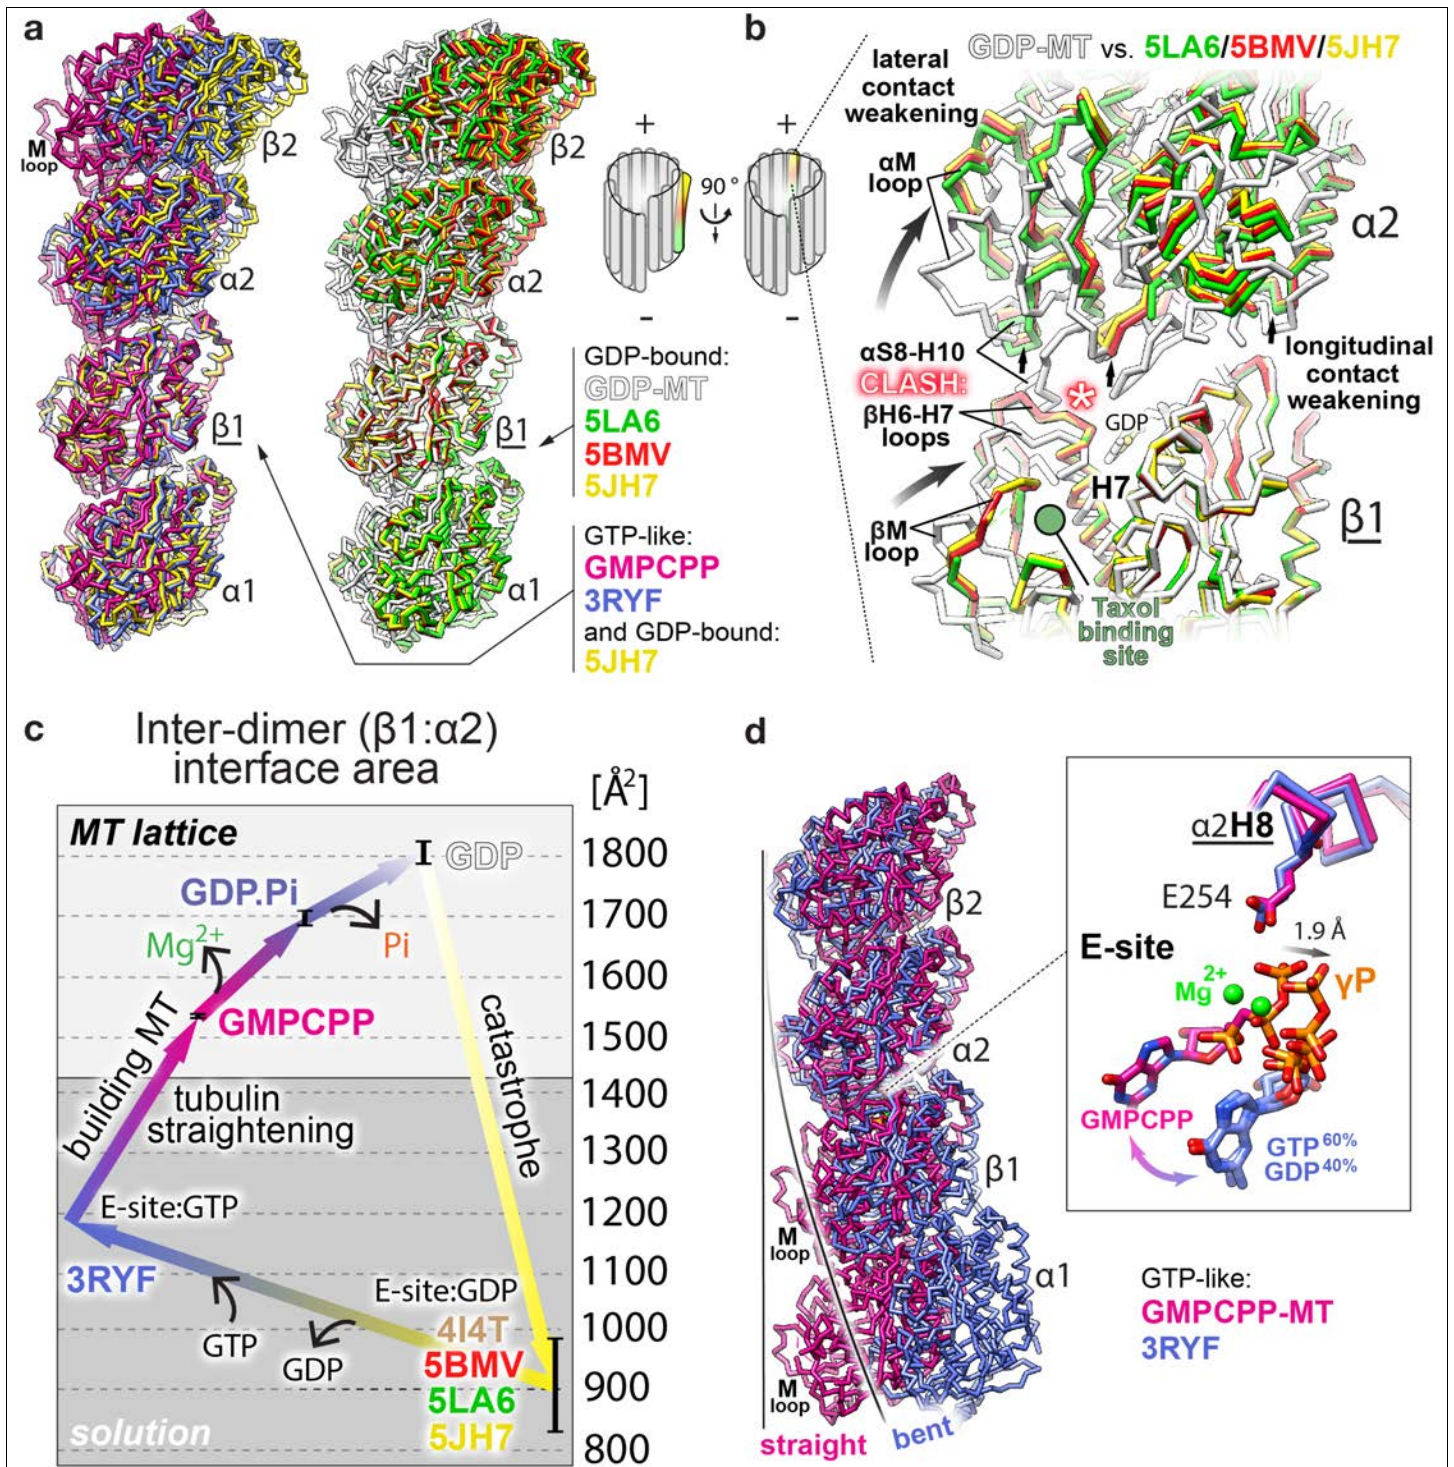 a
M
loop
β2
α2
β1
α1
β2
α2
β1
α1
+
90 °
+
-
-
GDP-bound:
GDP-MT
5LA6
5BMV
5JH7
GTP-like:
GMPCPP
3RYF
and GDP-bound:
5JH7
b
GDP-MT vs. 5LA6/5BMV/5JH7
lateral
contact
weakening
αM
loop
α2
αS8-H10
CLASH:
*
βH6-H7
loops
GDP
longitudinal
contact
weakening
H7
βM
loop
β1
Taxol
binding
site
c
Inter-dimer (β1:α2)
interface area
[Å²]
MT lattice
1800
1700
1600
1500
1400
1300
1200
1100
1000
900
800
GDP
GDP.Pi
Mg²⁺
Pi
GMPCPP
building MT
tubulin
straightening
catastrophe
E-site:GTP
3RYF
E-site:GDP
GTP
GDP
4I4T
5BMV
5LA6
5JH7
solution
d
β2
α2
β1
α1
M
loop
M
loop
straight
bent
α2H8
E254
1.9 Å
E-site
Mg²⁺
γP
GMPCPP
GTP 60%
GDP 40%
GTP-like:
GMPCPP-MT
3RYF